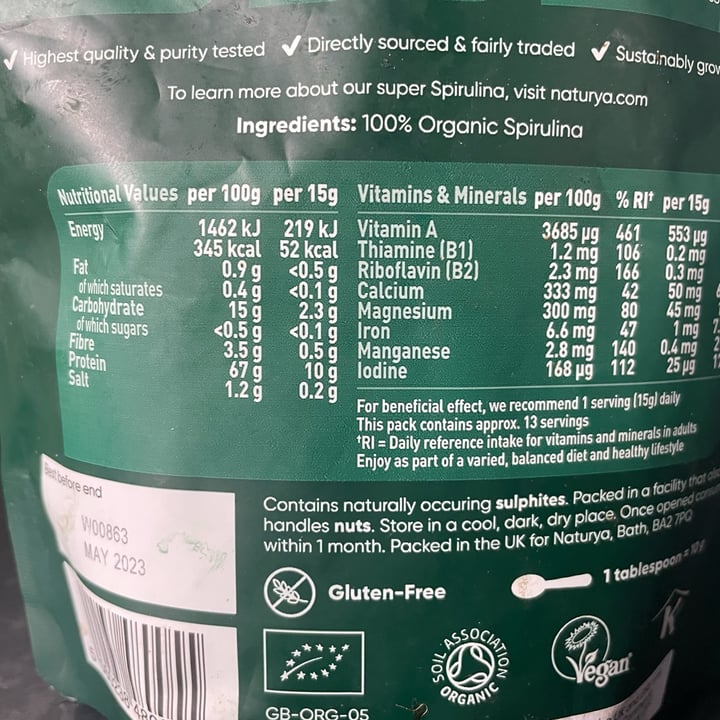 ✓ Highest quality & purity tested ✓ Directly sourced & fairly traded ✓ Sustainably
To learn more about our super Spirulina, visit naturya.com
Ingredients: 100% Organic Spirulina
Nutritional Values per 100g per 15g
Energy 1462 kJ 219 kJ
345 kcal 52 kcal
Fat 0.9 g <0.5 g
of which saturates 0.4 g <0.1 g
Carbohydrate 15 g 2.3 g
of which sugars <0.5 g <0.1 g
Fibre 3.5 g 0.5 g
Protein 67 g 10 g
Salt 1.2 g 0.2 g
Vitamins & Minerals per 100g % RI† per 15g
Vitamin A 3685 µg 461 553 µg
Thiamine (B1) 1.2 mg 106 0.2 mg
Riboflavin (B2) 2.3 mg 166 0.3 mg
Calcium 333 mg 42 50 mg
Magnesium 300 mg 80 45 mg
Iron 6.6 mg 47 1 mg
Manganese 2.8 mg 140 0.4 mg
Iodine 168 µg 112 25 µg
For beneficial effect, we recommend 1 serving (15g) daily
This pack contains approx. 13 servings
†RI = Daily reference intake for vitamins and minerals in adults
Enjoy as part of a varied, balanced diet and healthy lifestyle
Best before end
W00863
MAY 2023
Contains naturally occuring sulphites. Packed in a facility that
handles nuts. Store in a cool, dark, dry place. Once opened
within 1 month. Packed in the UK for Naturya, Bath, BA2 7PQ
Gluten-Free
1 tablespoon = 10 g
GB-ORG-05
SOIL ASSOCIATION
ORGANIC
Vegan
K